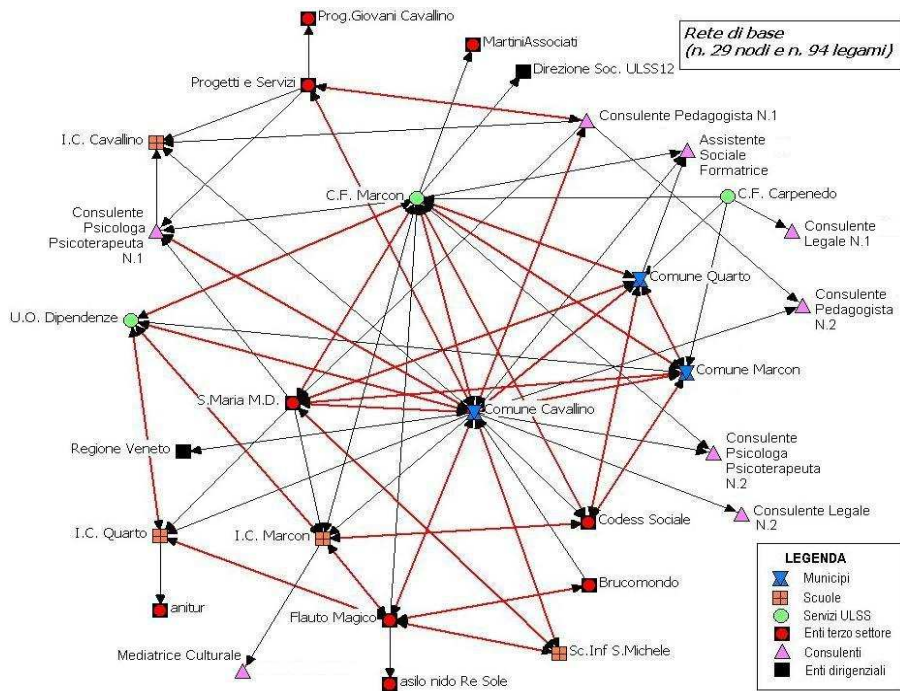 Prog.Giovani Cavallino
Rete di base
(n. 29 nodi e n. 94 legami)
MartiniAssociati
Direzione Soc. ULSS12
Progetti e Servizi
Consulente Pedagogista N.1
I.C. Cavallino
Assistente
Sociale
Formatrice
C.F. Marcon
C.F. Carpenedo
Consulente
Psicologa
Psicoterapeuta
N.1
Consulente
Legale N.1
Comune Quarto
Consulente
Pedagogista
N.2
U.O. Dipendenze
Comune Marcon
S.Maria M.D.
Comune Cavallino
Regione Veneto
Consulente
Psicologa
Psicoterapeuta
N.2
Consulente Legale
N.2
Codess Sociale
I.C. Quarto
I.C. Marcon
Brucomondo
anitur
Flauto Magico
Sc.Inf S.Michele
Mediatrice Culturale
asilo nido Re Sole
LEGENDA
Municipi
Scuole
Servizi ULSS
Enti terzo settore
Consulenti
Enti dirigenziali